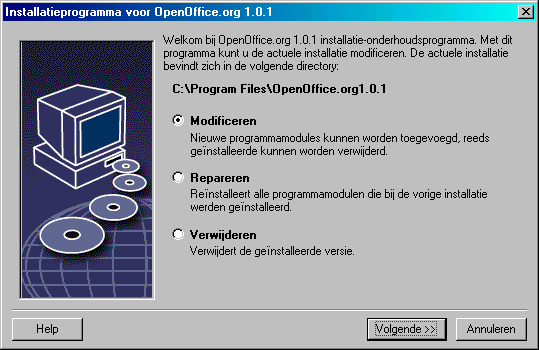 Installatieprogramma voor OpenOffice.org 1.0.1
Welkom bij OpenOffice.org 1.0.1 installatie-onderhoudsprogramma. Met dit
programma kunt u de actuele installatie modificeren. De actuele installatie
bevindt zich in de volgende directory:
C:\Program Files\OpenOffice.org1.0.1
Modificeren
Nieuwe programmamodules kunnen worden toegevoegd, reeds
geïnstalleerde kunnen worden verwijderd.
Repareren
Reïnstalleert alle programmamodulen die bij de vorige installatie
werden geïnstalleerd.
Verwijderen
Verwijdert de geïnstalleerde versie.
Help
Volgende >>
Annuleren